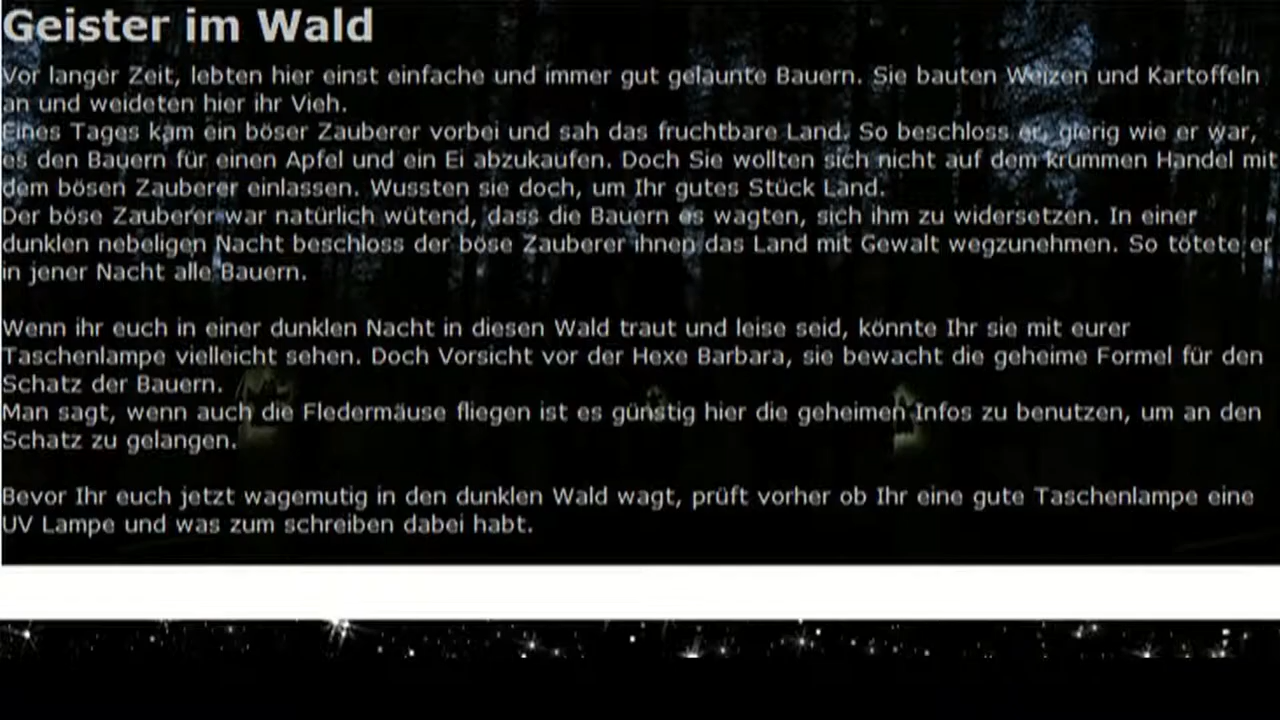 Geister im Wald
Vor langer Zeit, lebten hier einst einfache und immer gut gelaunte Bauern. Sie bauten Weizen und Kartoffeln
an und weideten hier ihr Vieh.
Eines Tages kam ein böser Zauberer vorbei und sah das fruchtbare Land. So beschloss er, gierig wie er war,
es den Bauern für einen Apfel und ein Ei abzukaufen. Doch Sie wollten sich nicht auf dem krummen Handel mit
dem bösen Zauberer einlassen. Wussten sie doch, um Ihr gutes Stück Land.
Der böse Zauberer war natürlich wütend, dass die Bauern es wagten, sich ihm zu widersetzen. In einer
dunklen nebeligen Nacht beschloss der böse Zauberer ihnen das Land mit Gewalt wegzunehmen. So tötete er
in jener Nacht alle Bauern.
Wenn ihr euch in einer dunklen Nacht in diesen Wald traut und leise seid, könnte Ihr sie mit eurer
Taschenlampe vielleicht sehen. Doch Vorsicht vor der Hexe Barbara, sie bewacht die geheime Formel für den
Schatz der Bauern.
Man sagt, wenn auch die Fledermäuse fliegen ist es günstig hier die geheimen Infos zu benutzen, um an den
Schatz zu gelangen.
Bevor Ihr euch jetzt wagemutig in den dunklen Wald wagt, prüft vorher ob Ihr eine gute Taschenlampe eine
UV Lampe und was zum schreiben dabei habt.